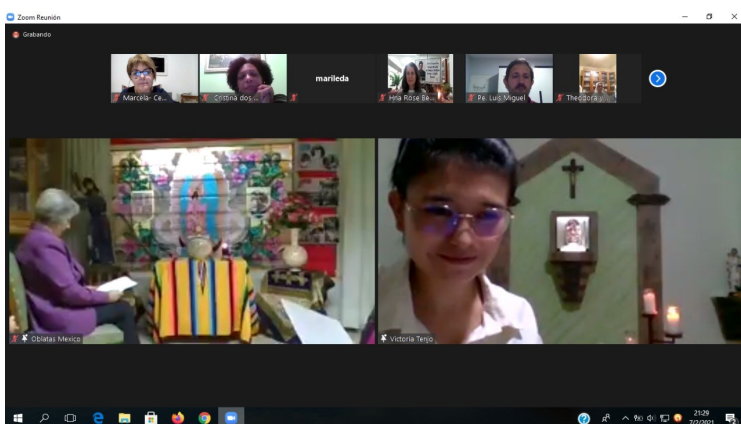 Zoom Reunión
Grabando
Marcela- Ce...
Cristina dos ...
marileda
Hna Rose Be...
Pe. Luis Miguel
Theodora y...
Oblatas Mexico
Victoria Tenjo
21:29
7/2/2021